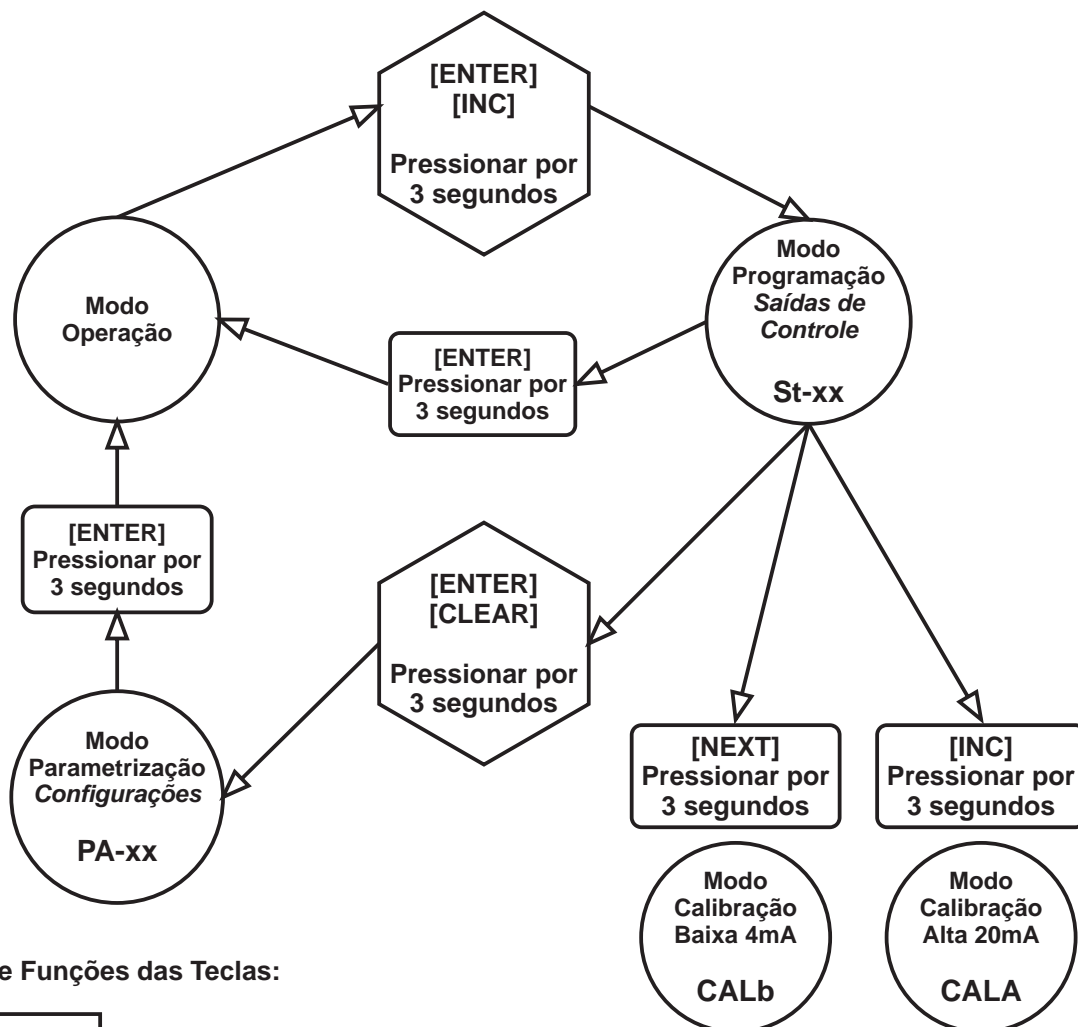 [ENTER]
[INC]
Pressionar por
3 segundos
Modo
Operação
Modo
Programação
Saídas de
Controle
St-xx
[ENTER]
Pressionar por
3 segundos
[ENTER]
Pressionar por
3 segundos
[ENTER]
[CLEAR]
Pressionar por
3 segundos
Modo
Parametrização
Configurações
PA-xx
[NEXT]
Pressionar por
3 segundos
[INC]
Pressionar por
3 segundos
Modo
Calibração
Baixa 4mA
CALb
Modo
Calibração
Alta 20mA
CALA
e Funções das Teclas: